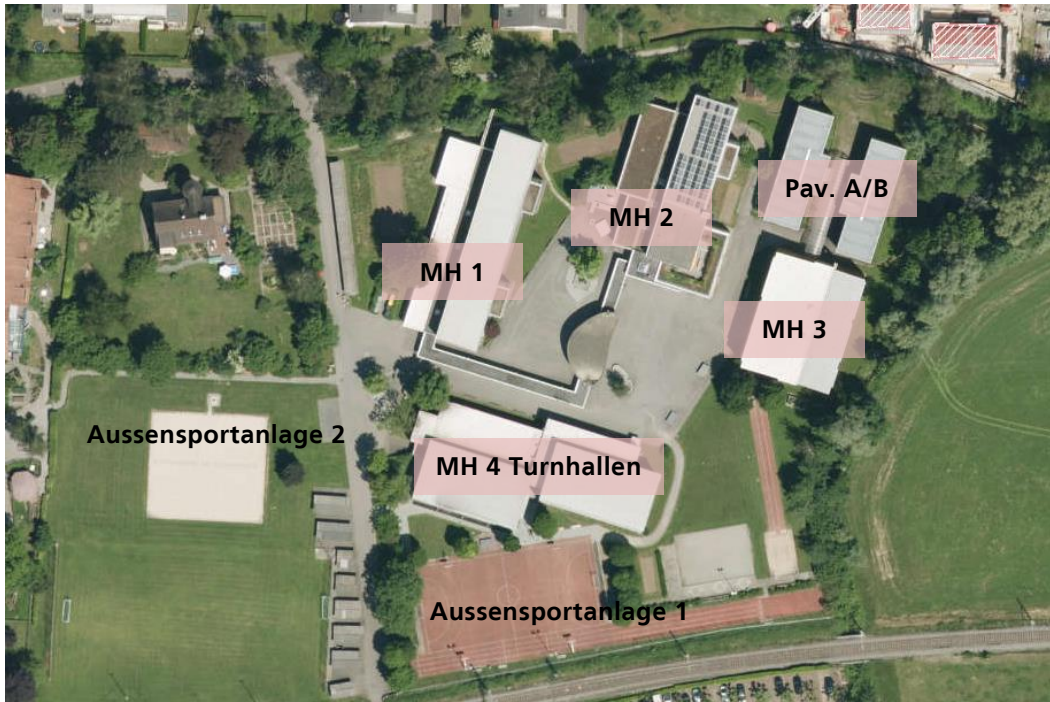 Pav. A/B
MH 2
MH 1
MH 3
Aussensportanlage 2
MH 4 Turnhallen
Aussensportanlage 1